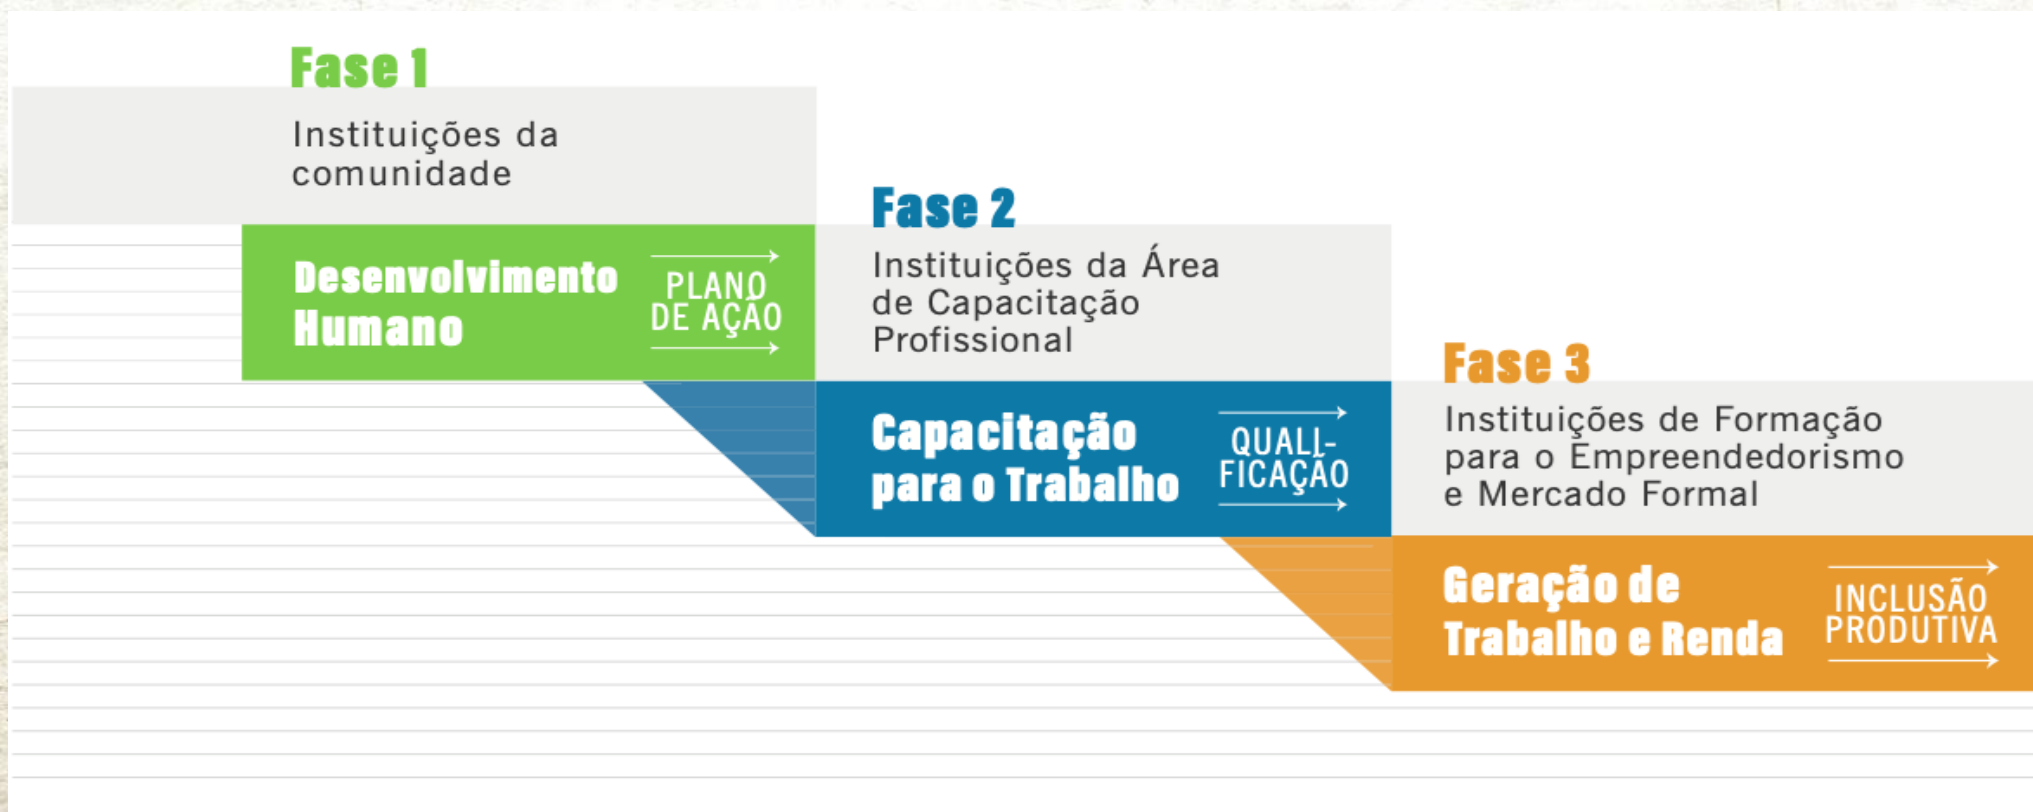 Fase 1
Instituições da
comunidade
Desenvolvimento
Humano
PLANO
DE AÇÃO
Fase 2
Instituições da Área
de Capacitação
Profissional
Capacitação
para o Trabalho
QUALI-
FICAÇÃO
Fase 3
Instituições de Formação
para o Empreendedorismo
e Mercado Formal
Geração de
Trabalho e Renda
INCLUSÃO
PRODUTIVA